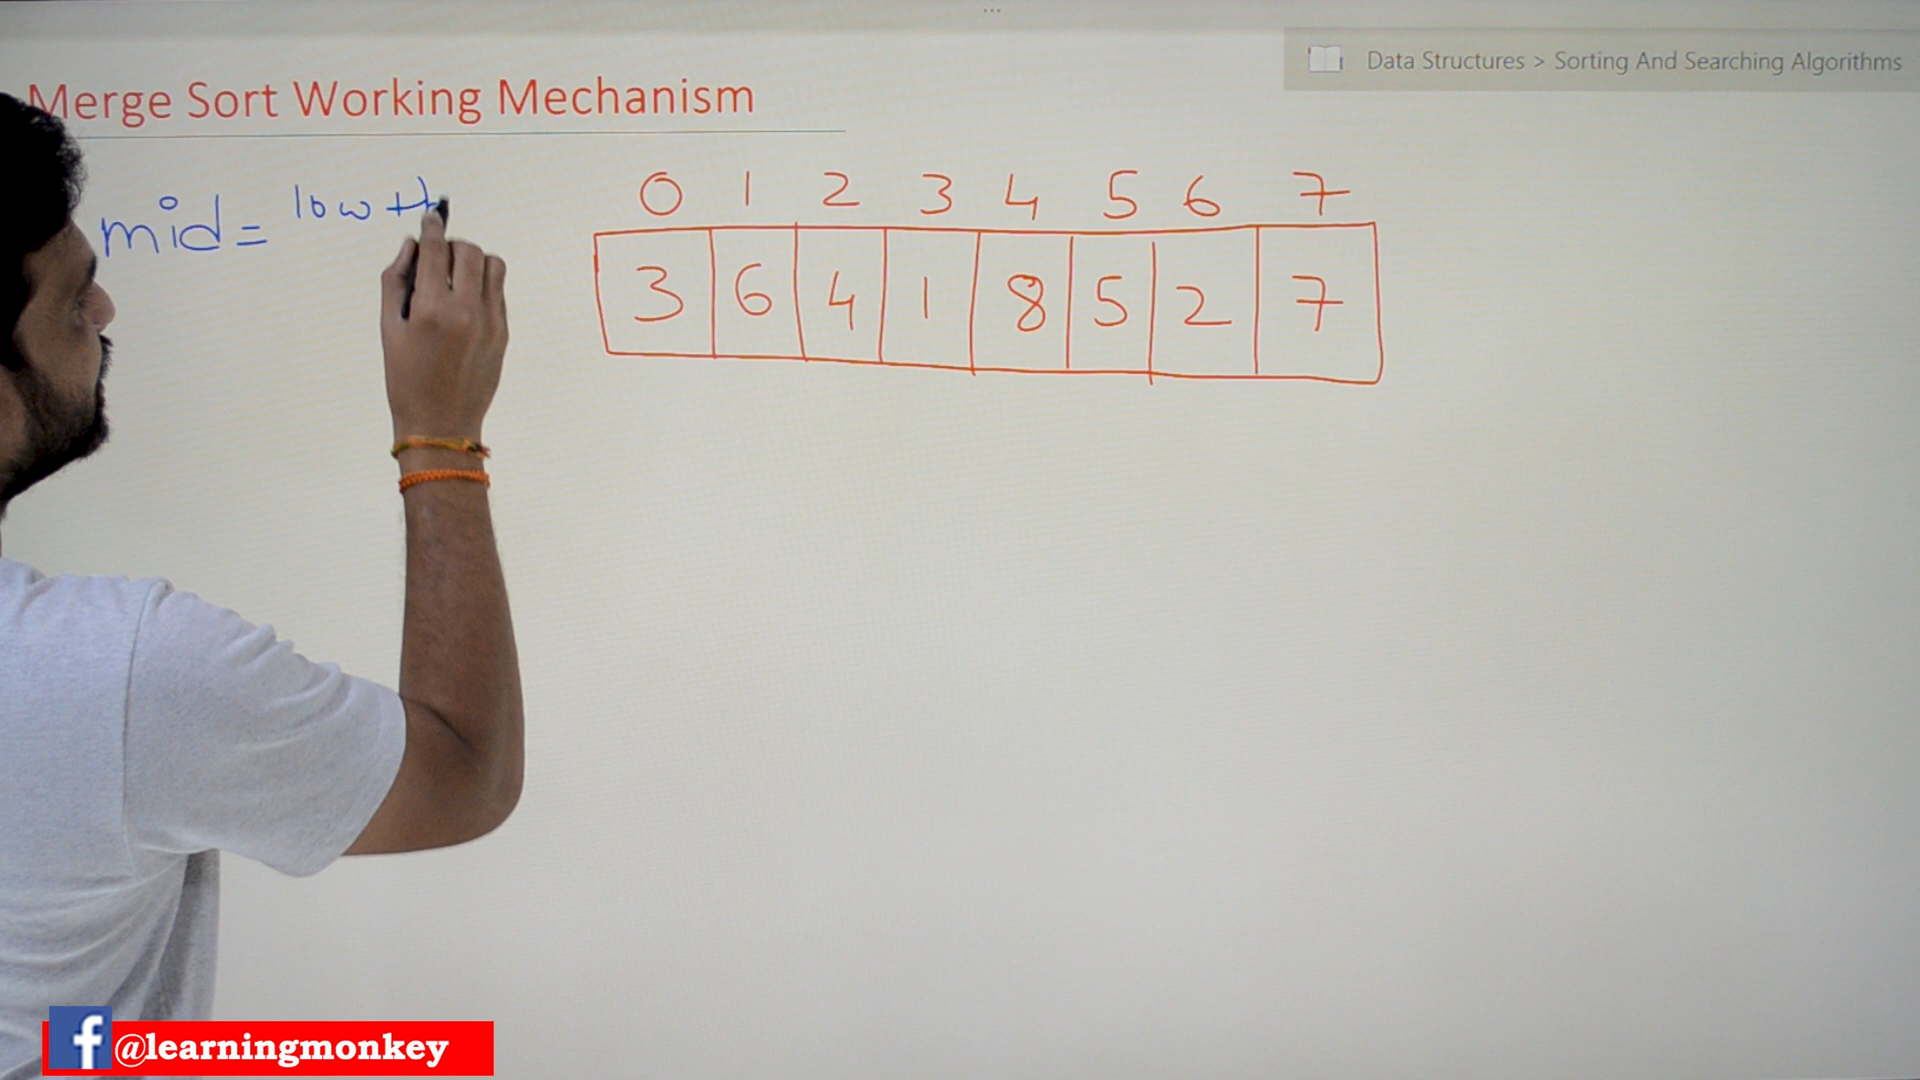 Data Structures > Sorting And Searching Algorithms
Merge Sort Working Mechanism
mid = low +
0 1 2 3 4 5 6 7
3 6 4 1 8 5 2 7
@learningmonkey